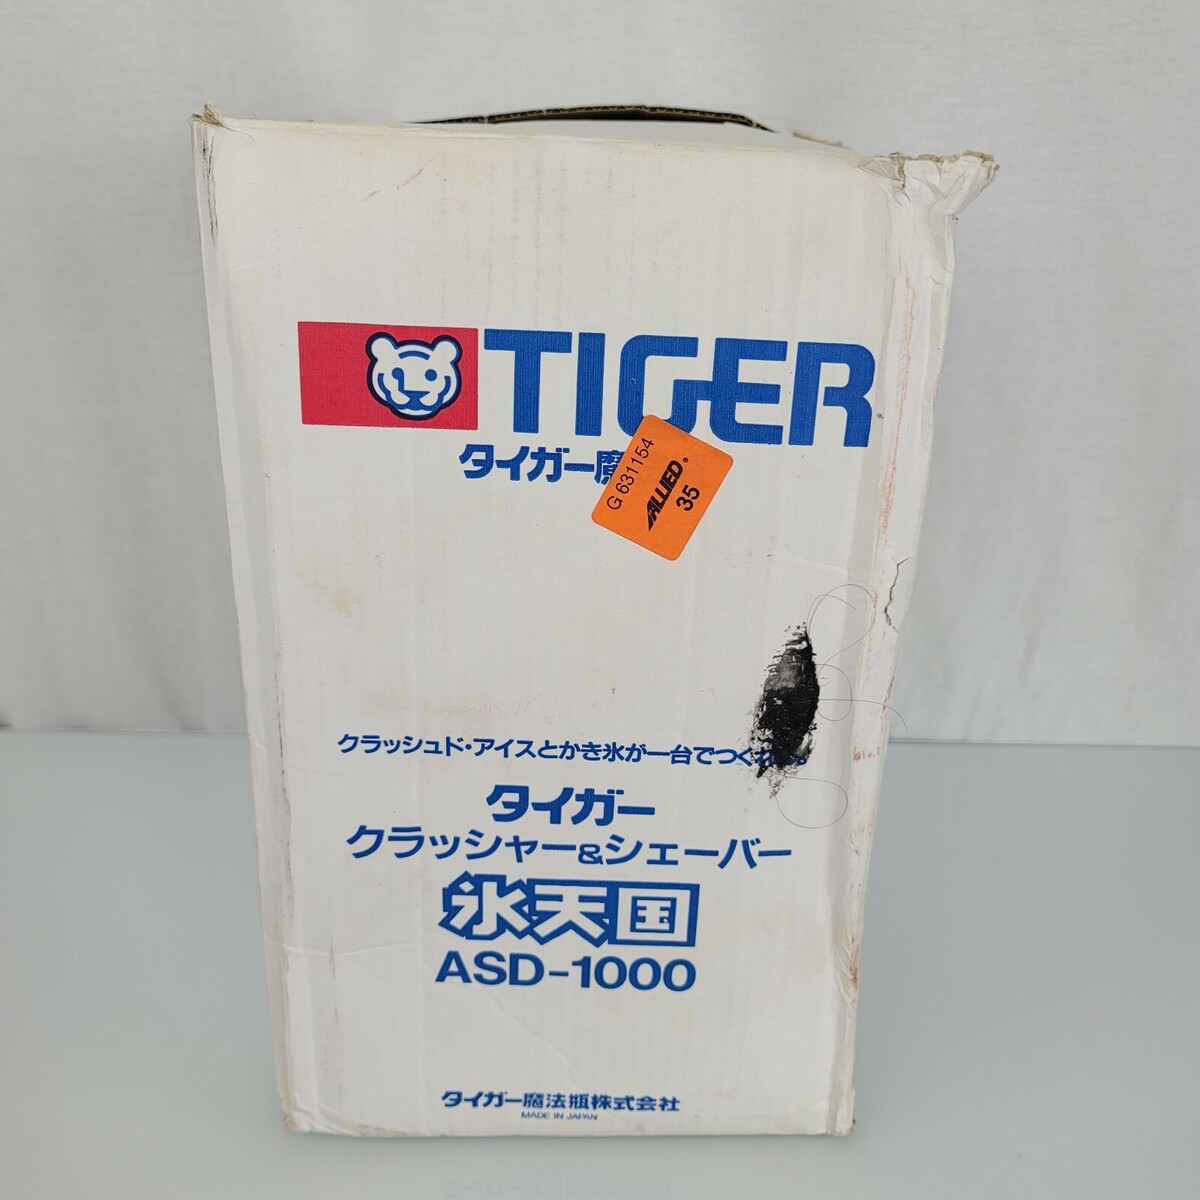 TIGER
タイガー魔
G 631154
ALLIED®
35
クラッシュド・アイスとかき氷が一台でつくれ
タイガー
クラッシャー&シェーバー
氷天国
ASD-1000
タイガー魔法瓶株式会社
MADE IN JAPAN